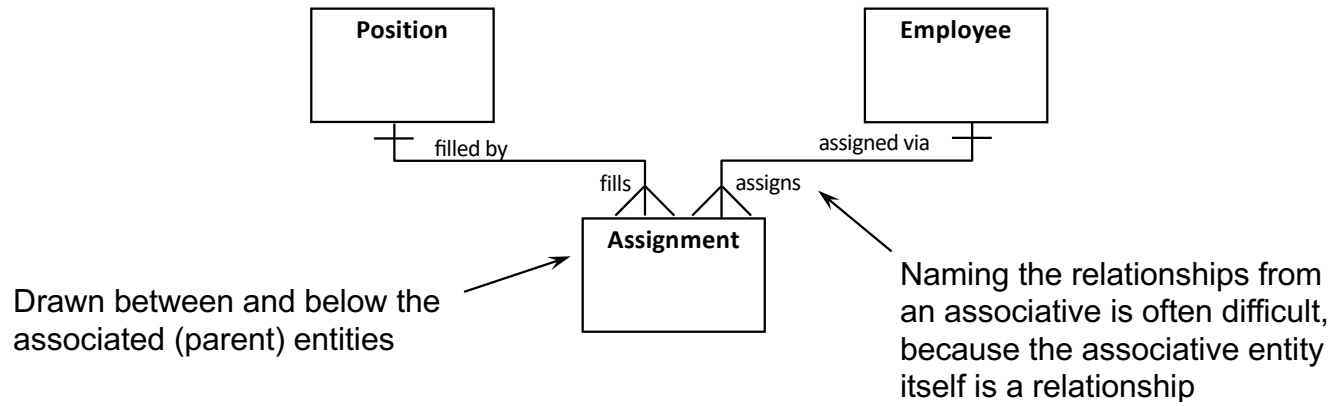 Position
Employee
filled by
assigned via
fills
assigns
Assignment
Drawn between and below the
associated (parent) entities
Naming the relationships from
an associative is often difficult,
because the associative entity
itself is a relationship